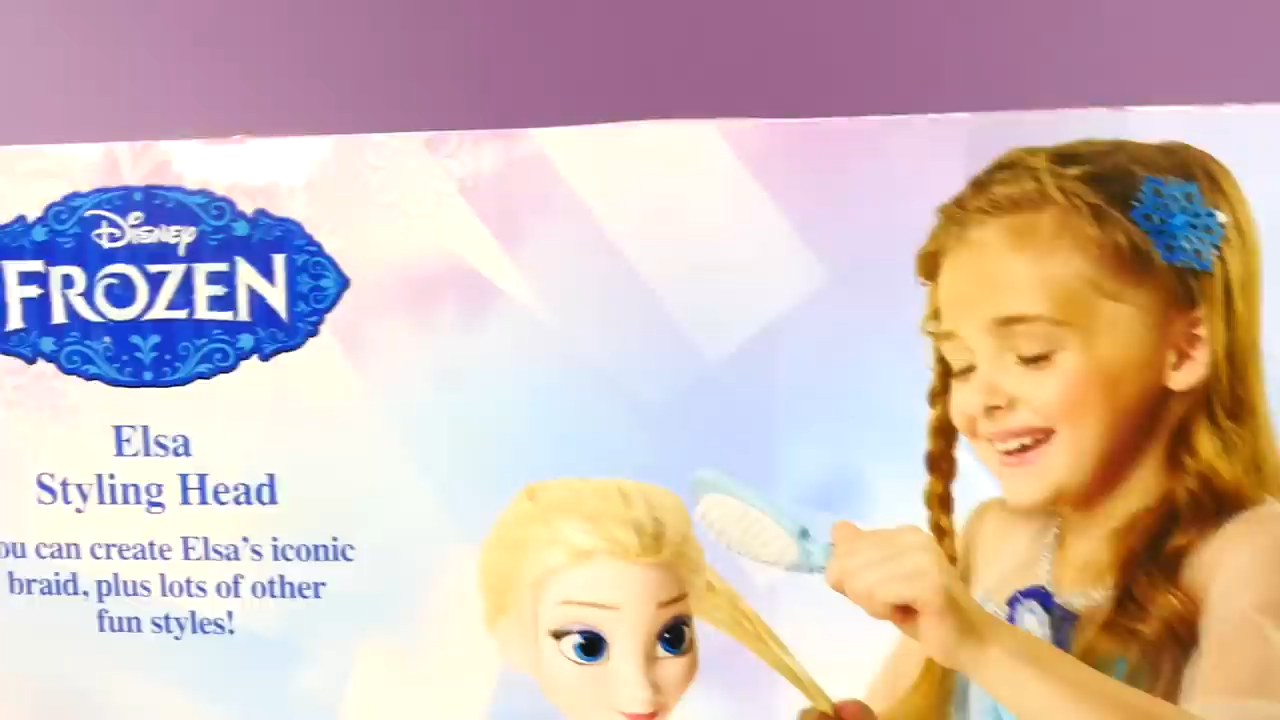 Disney
FROZEN
Elsa
Styling Head
ou can create Elsa's iconic
braid, plus lots of other
fun styles!